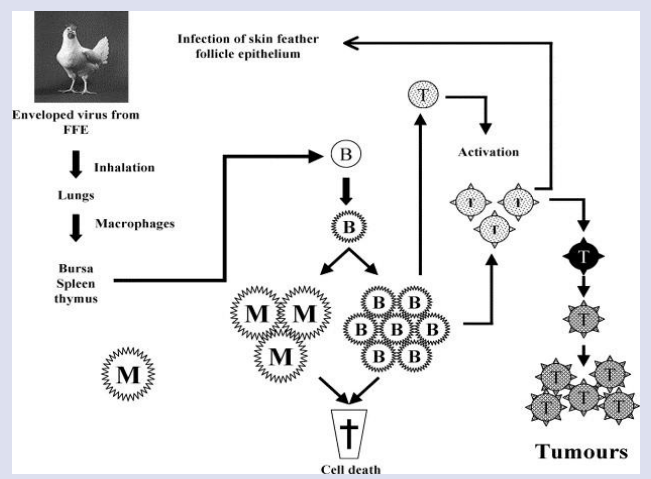 Infection of skin feather
follicle epithelium
Enveloped virus from
FFE
Inhalation
Lungs
Macrophages
Bursa
Spleen
thymus
M
B
B
M M
M
B B
B B B
B B
Cell death
T
Activation
T T
T
T
T
T T
T
T T
Tumours